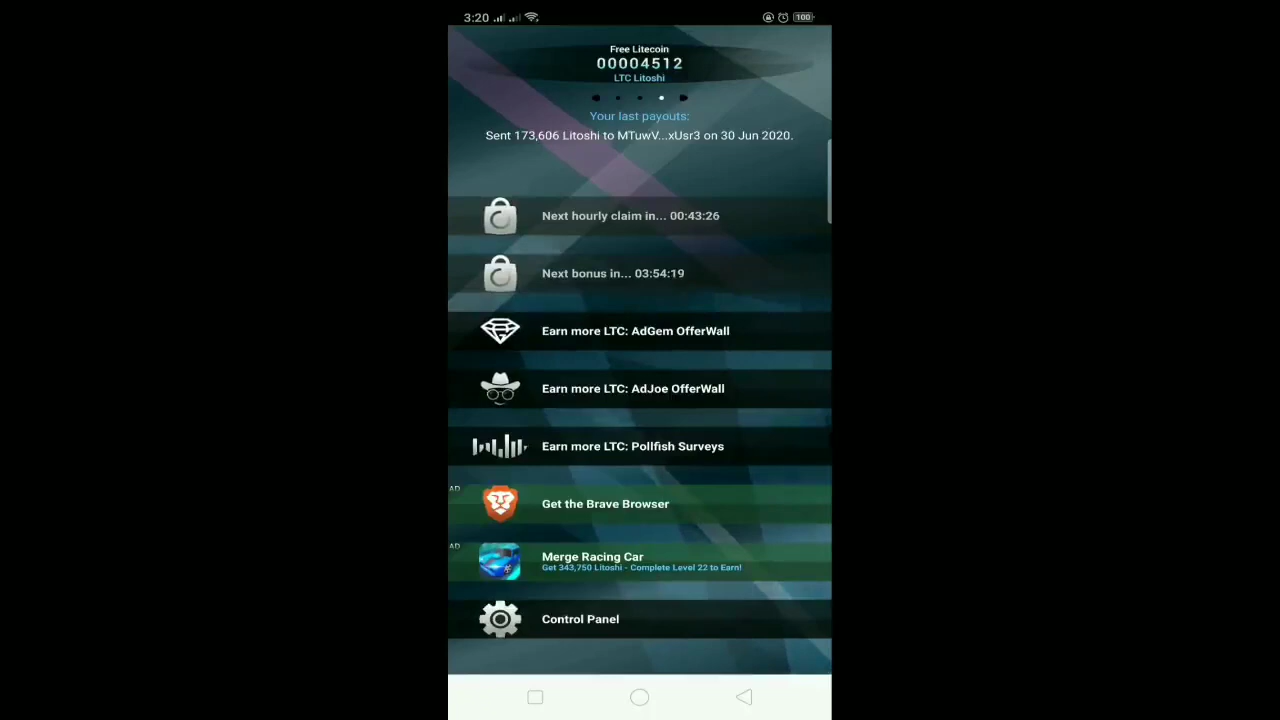 3:20
100
Free Litecoin
00004512
LTC Litoshi
Your last payouts:
Sent 173,606 Litoshi to MTuwV...xUsr3 on 30 Jun 2020.
Next hourly claim in... 00:43:26
Next bonus in... 03:54:19
Earn more LTC: AdGem OfferWall
Earn more LTC: AdJoe OfferWall
Earn more LTC: Pollfish Surveys
AD
Get the Brave Browser
AD
Merge Racing Car
Get 343,750 Litoshi - Complete Level 22 to Earn!
Control Panel